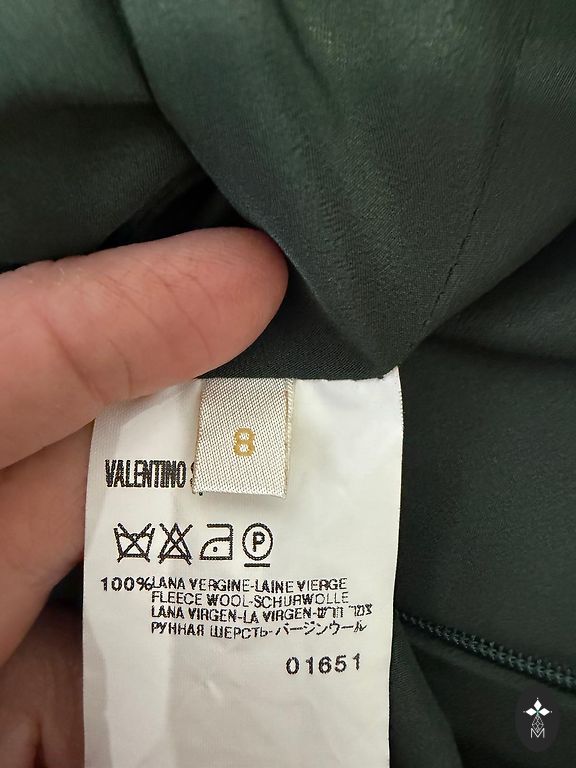 8
VALENTINO
P
100% LANA VERGINE-LAINE VIERGE
FLEECE WOOL-SCHURWOLLE
LANA VIRGEN-LA VIRGEN-צמר חדש
РУННАЯ ШЕРСТЬ-バージンウール
01651
M